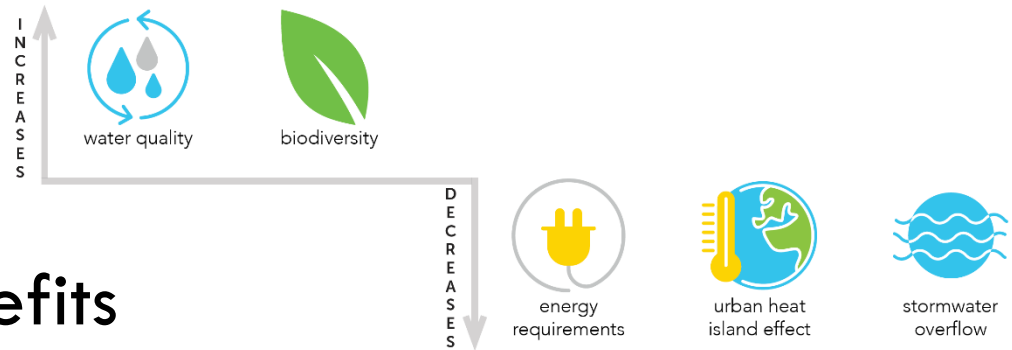 INCREASES
water quality
biodiversity
DECREASES
energy
requirements
urban heat
island effect
stormwater
overflow
efits